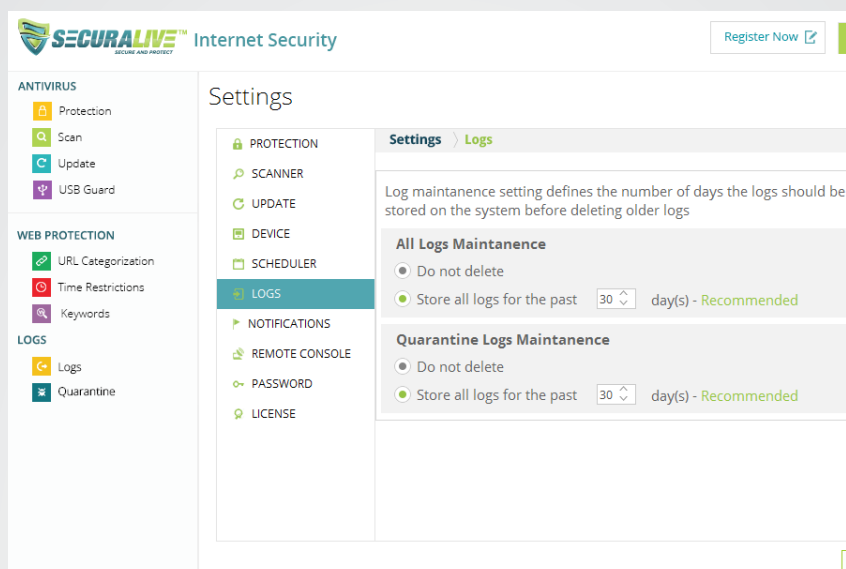 SECURALIVE™ Internet Security
SECURE AND PROTECT
Register Now
ANTIVIRUS
Protection
Scan
Update
USB Guard
WEB PROTECTION
URL Categorization
Time Restrictions
Keywords
LOGS
Logs
Quarantine
Settings
PROTECTION
SCANNER
UPDATE
DEVICE
SCHEDULER
LOGS
NOTIFICATIONS
REMOTE CONSOLE
PASSWORD
LICENSE
Settings Logs
Log maintanence setting defines the number of days the logs should be
stored on the system before deleting older logs
All Logs Maintanence
Do not delete
Store all logs for the past 30 day(s) - Recommended
Quarantine Logs Maintanence
Do not delete
Store all logs for the past 30 day(s) - Recommended